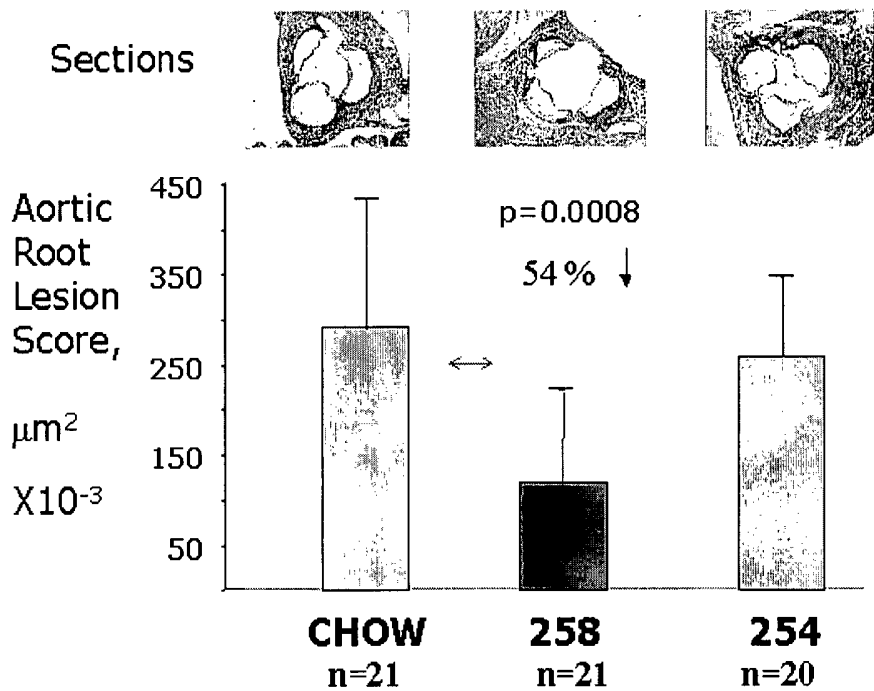 Sections
Aortic
Root
Lesion
Score,
μm²
X10⁻³
450
350
250
150
50
p=0.0008
54% ↓
CHOW 258 254
n=21 n=21 n=20